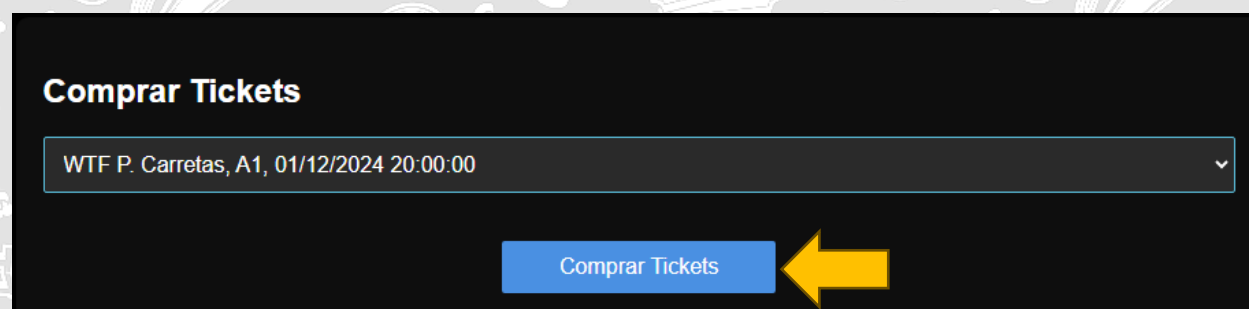 Comprar Tickets
WTF P. Carretas, A1, 01/12/2024 20:00:00
Comprar Tickets